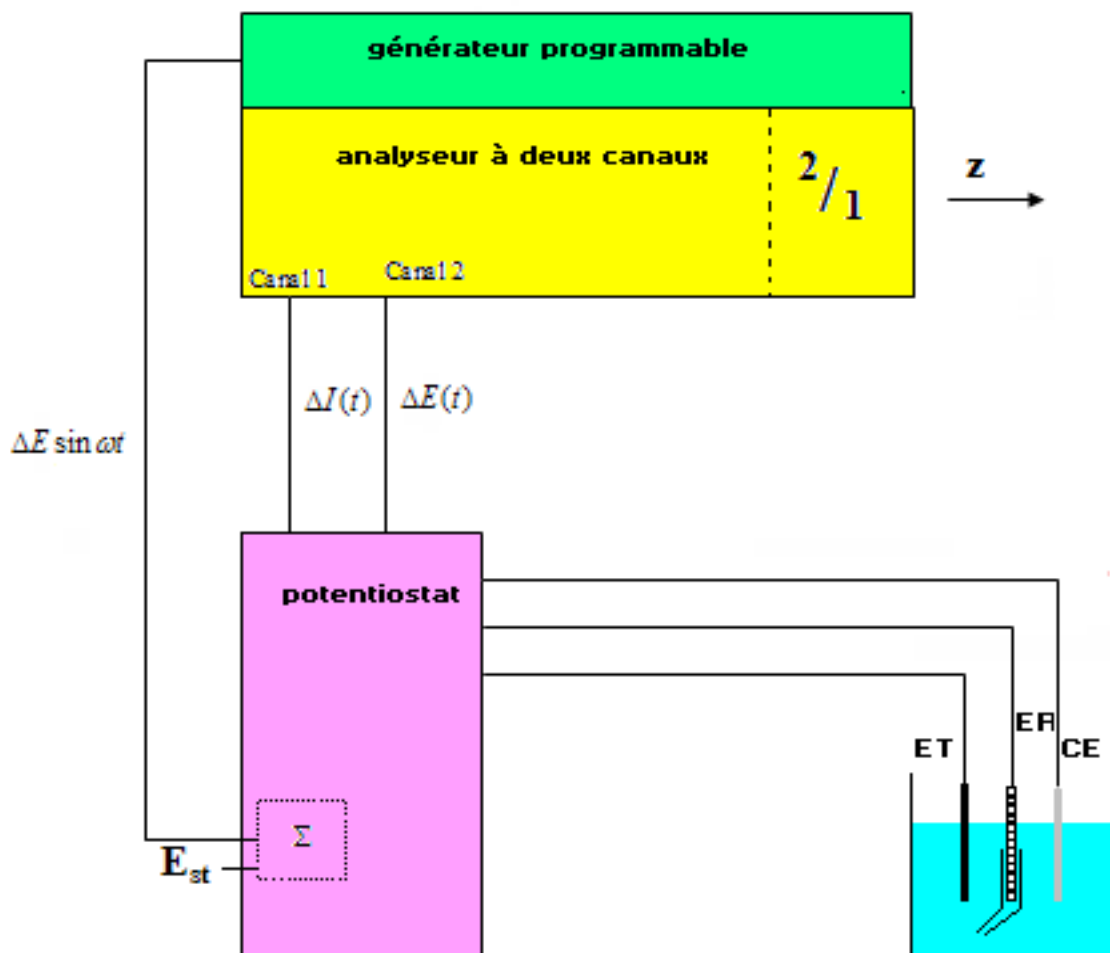 générateur programmable
analyseur à deux canaux
2/1
z
Canal 1
Canal 2
ΔI(t)
ΔE(t)
ΔE sin ωt
potentiostat
ET
ER
CE
Σ
E_st